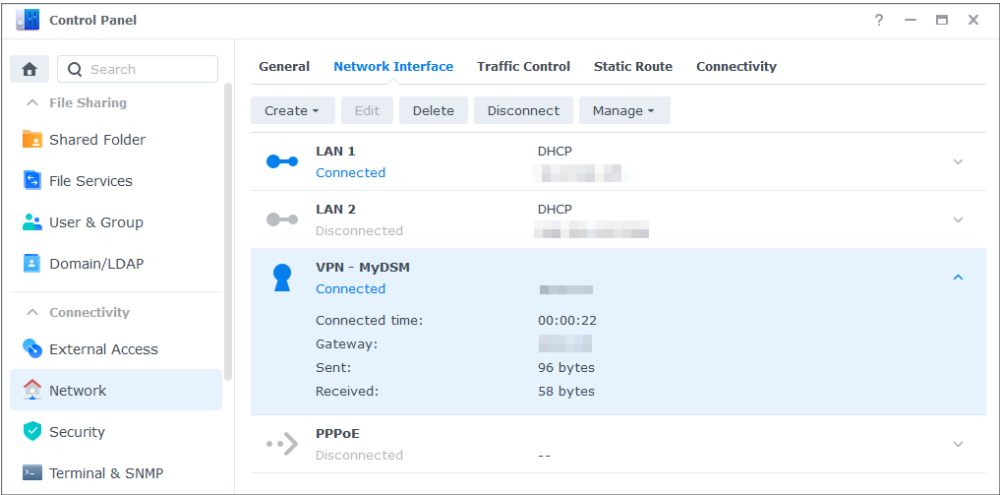 Control Panel
?
Search
General Network Interface Traffic Control Static Route Connectivity
File Sharing
Shared Folder
File Services
User & Group
Domain/LDAP
Connectivity
External Access
Network
Security
Terminal & SNMP
Create Edit Delete Disconnect Manage
LAN 1 DHCP
Connected
LAN 2 DHCP
Disconnected
VPN - MyDSM
Connected
Connected time: 00:00:22
Gateway:
Sent: 96 bytes
Received: 58 bytes
PPPoE
Disconnected --